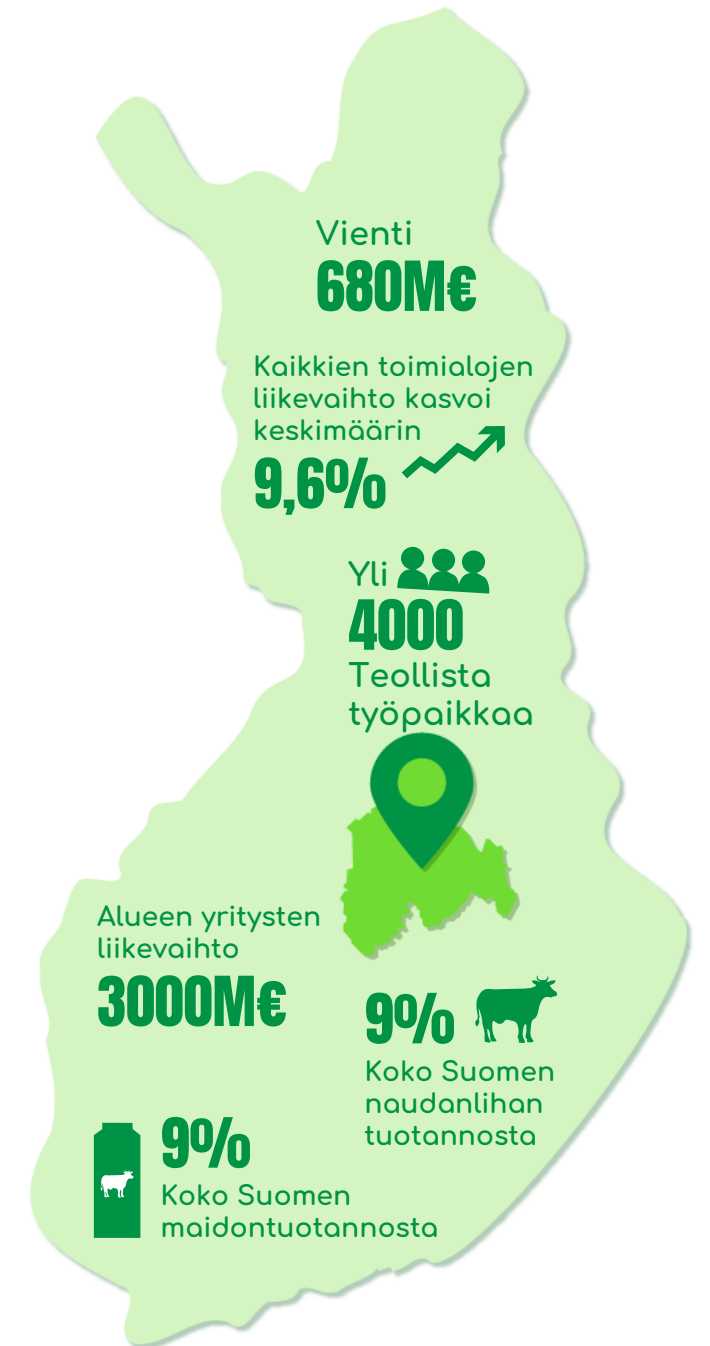 Vienti
680M€
Kaikkien toimialojen
liikevaihto kasvoi
keskimäärin
9,6%
Yli
4000
Teollista
työpaikkaa
Alueen yritysten
liikevaihto
3000M€
9%
Koko Suomen
naudanlihan
tuotannosta
9%
Koko Suomen
maidontuotannosta